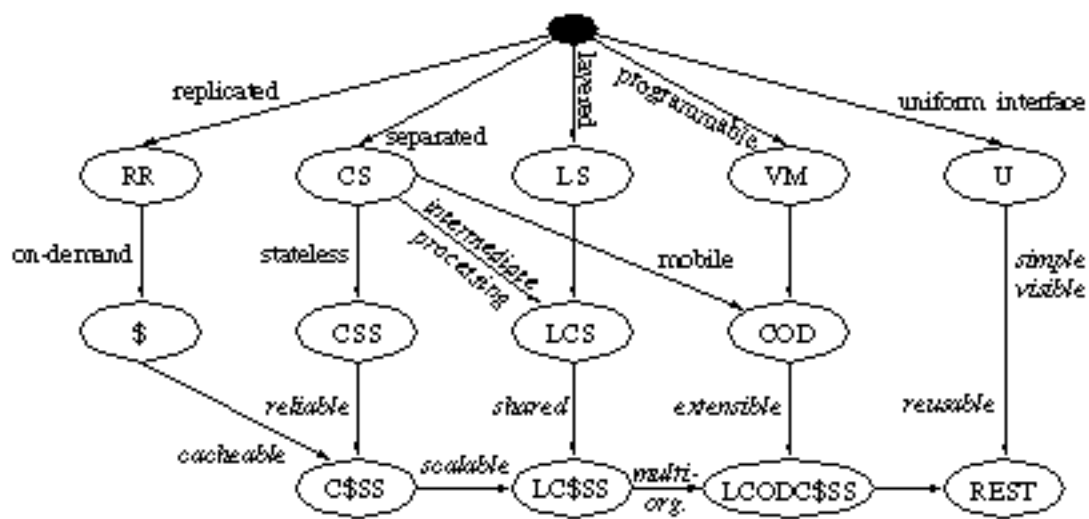 layered
programmable
replicated
separated
uniform interface
RR
CS
LS
VM
U
on-demand
stateless
intermediate
processing
mobile
simple
visible
$
CSS
LCS
COD
reliable
shared
extensible
reusable
cacheable
scalable
multi-
org.
C$SS
LC$SS
LCODC$SS
REST